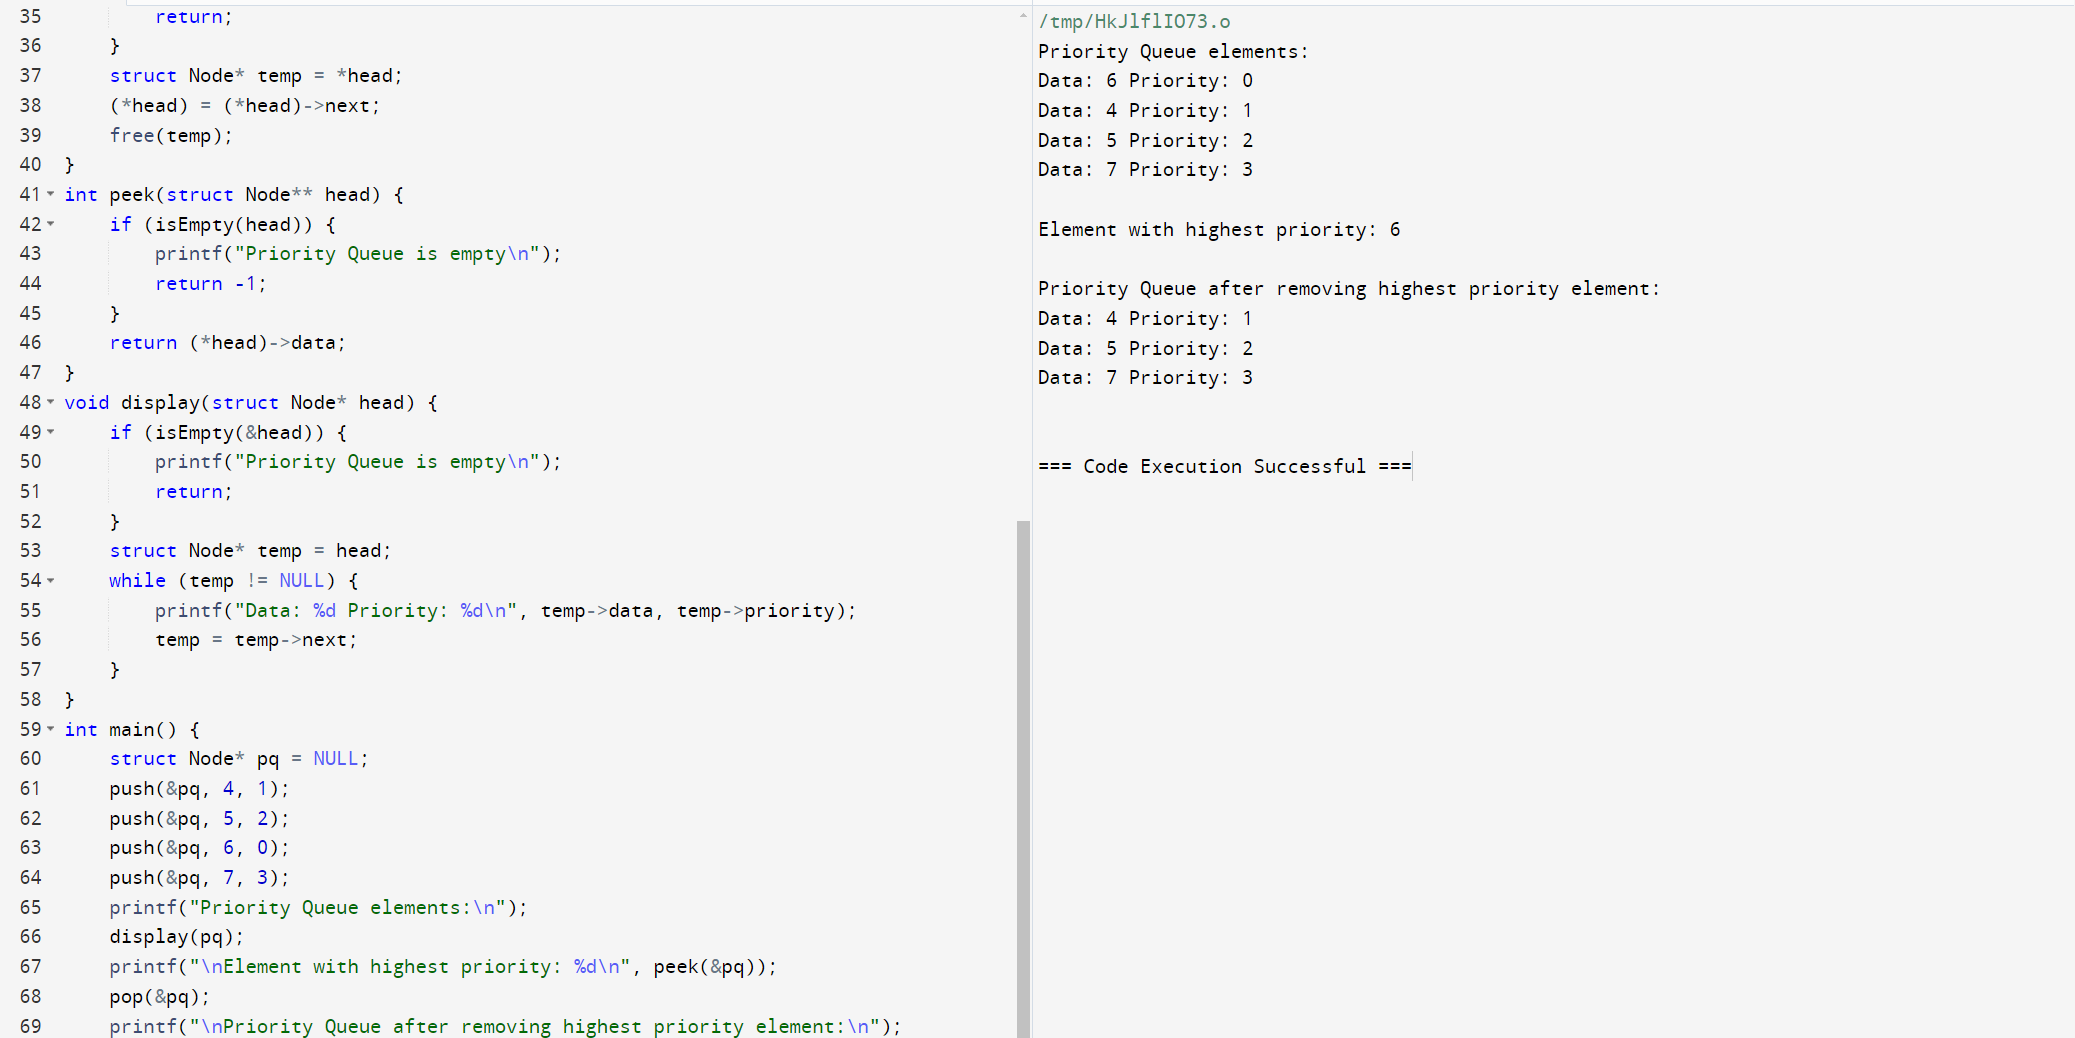 35 return;
36 }
37 struct Node* temp = *head;
38 (*head) = (*head)->next;
39 free(temp);
40 }
41 int peek(struct Node** head) {
42 if (isEmpty(head)) {
43 printf("Priority Queue is empty\n");
44 return -1;
45 }
46 return (*head)->data;
47 }
48 void display(struct Node* head) {
49 if (isEmpty(&head)) {
50 printf("Priority Queue is empty\n");
51 return;
52 }
53 struct Node* temp = head;
54 while (temp != NULL) {
55 printf("Data: %d Priority: %d\n", temp->data, temp->priority);
56 temp = temp->next;
57 }
58 }
59 int main() {
60 struct Node* pq = NULL;
61 push(&pq, 4, 1);
62 push(&pq, 5, 2);
63 push(&pq, 6, 0);
64 push(&pq, 7, 3);
65 printf("Priority Queue elements:\n");
66 display(pq);
67 printf("\nElement with highest priority: %d\n", peek(&pq));
68 pop(&pq);
69 printf("\nPriority Queue after removing highest priority element:\n");
/tmp/HkJlflIO73.o
Priority Queue elements:
Data: 6 Priority: 0
Data: 4 Priority: 1
Data: 5 Priority: 2
Data: 7 Priority: 3
Element with highest priority: 6
Priority Queue after removing highest priority element:
Data: 4 Priority: 1
Data: 5 Priority: 2
Data: 7 Priority: 3
=== Code Execution Successful ===